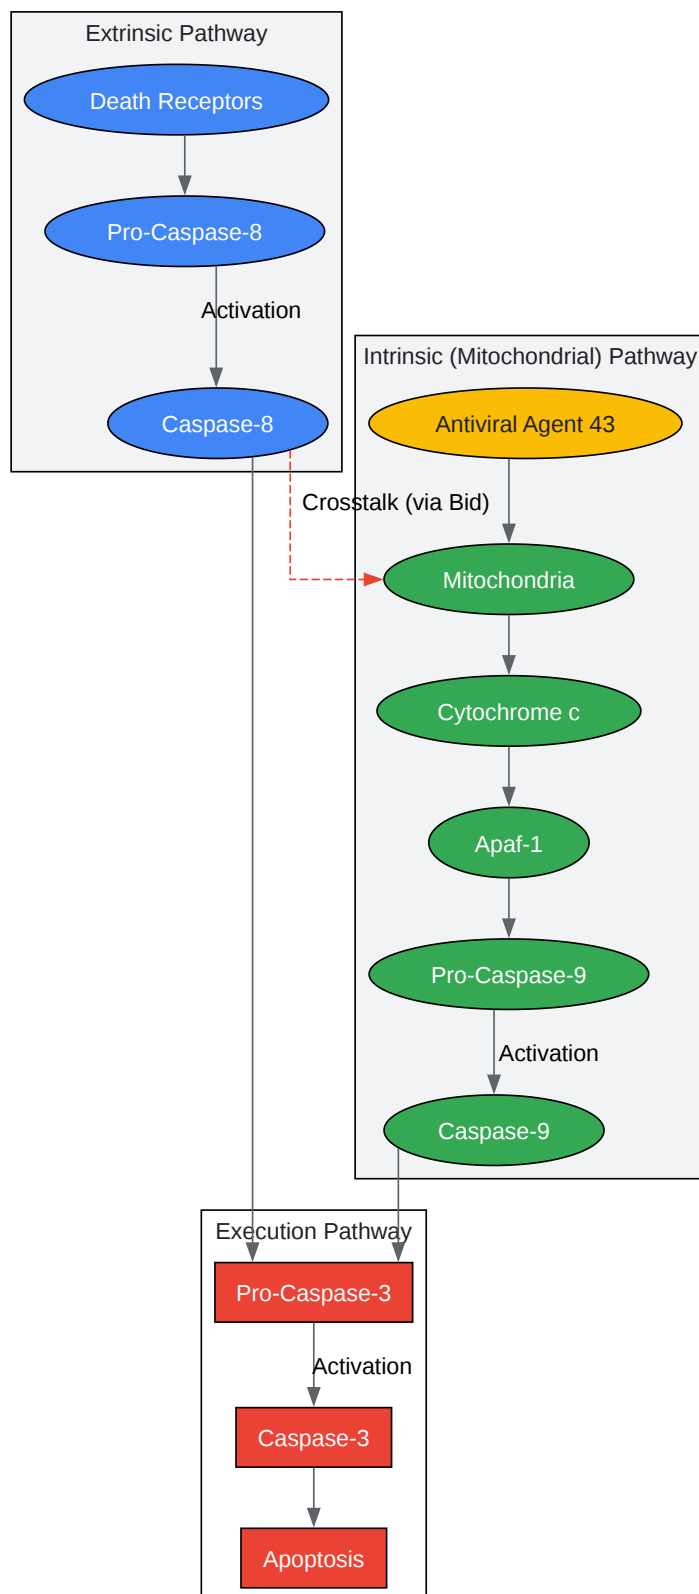 Extrinsic Pathway
Death Receptors
Pro-Caspase-8
Activation
Caspase-8
Intrinsic (Mitochondrial) Pathway
Antiviral Agent 43
Crosstalk (via Bid)
Mitochondria
Cytochrome c
Apaf-1
Pro-Caspase-9
Activation
Caspase-9
Execution Pathway
Pro-Caspase-3
Activation
Caspase-3
Apoptosis